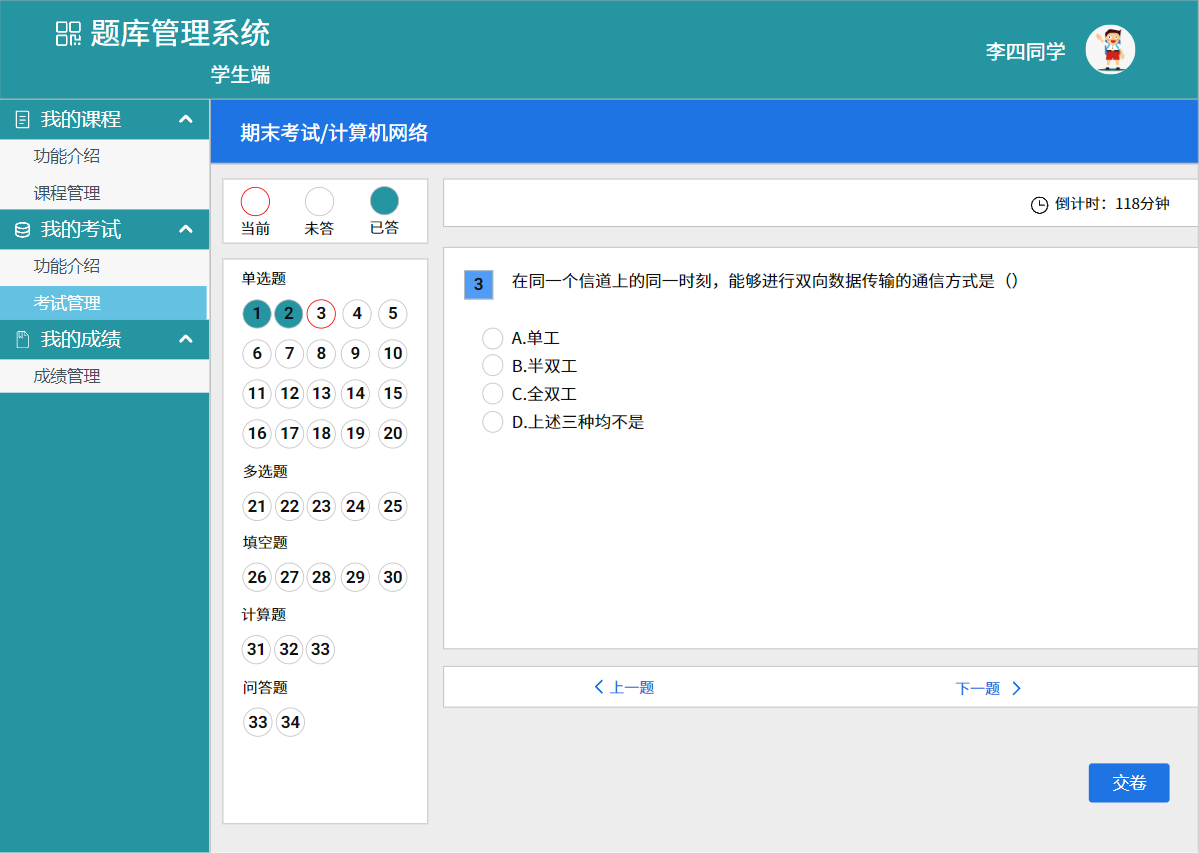 题库管理系统
学生端
李四同学
我的课程
功能介绍
课程管理
我的考试
功能介绍
考试管理
我的成绩
成绩管理
期末考试/计算机网络
当前 未答 已答
倒计时：118分钟
单选题
1 2 3 4 5
6 7 8 9 10
11 12 13 14 15
16 17 18 19 20
多选题
21 22 23 24 25
填空题
26 27 28 29 30
计算题
31 32 33
问答题
33 34
3 在同一个信道上的同一时刻，能够进行双向数据传输的通信方式是（）
A.单工
B.半双工
C.全双工
D.上述三种均不是
上一题 下一题
交卷